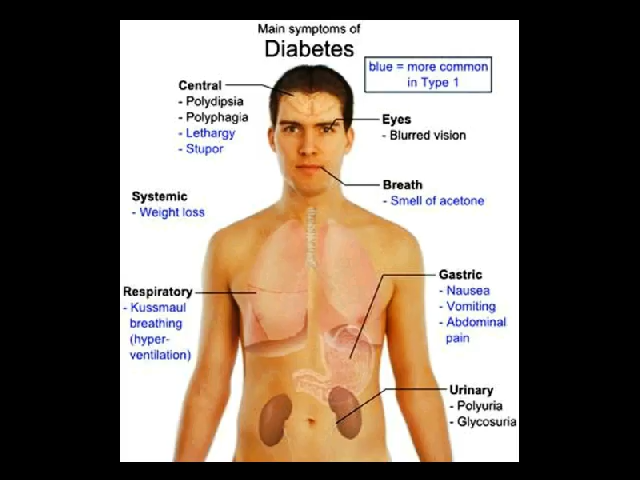 Main symptoms of
Diabetes
blue = more common
in Type 1
Central
- Polydipsia
- Polyphagia
- Lethargy
- Stupor
Eyes
- Blurred vision
Breath
- Smell of acetone
Systemic
- Weight loss
Gastric
- Nausea
- Vomiting
- Abdominal
pain
Respiratory
- Kussmaul
breathing
(hyper-
ventilation)
Urinary
- Polyuria
- Glycosuria